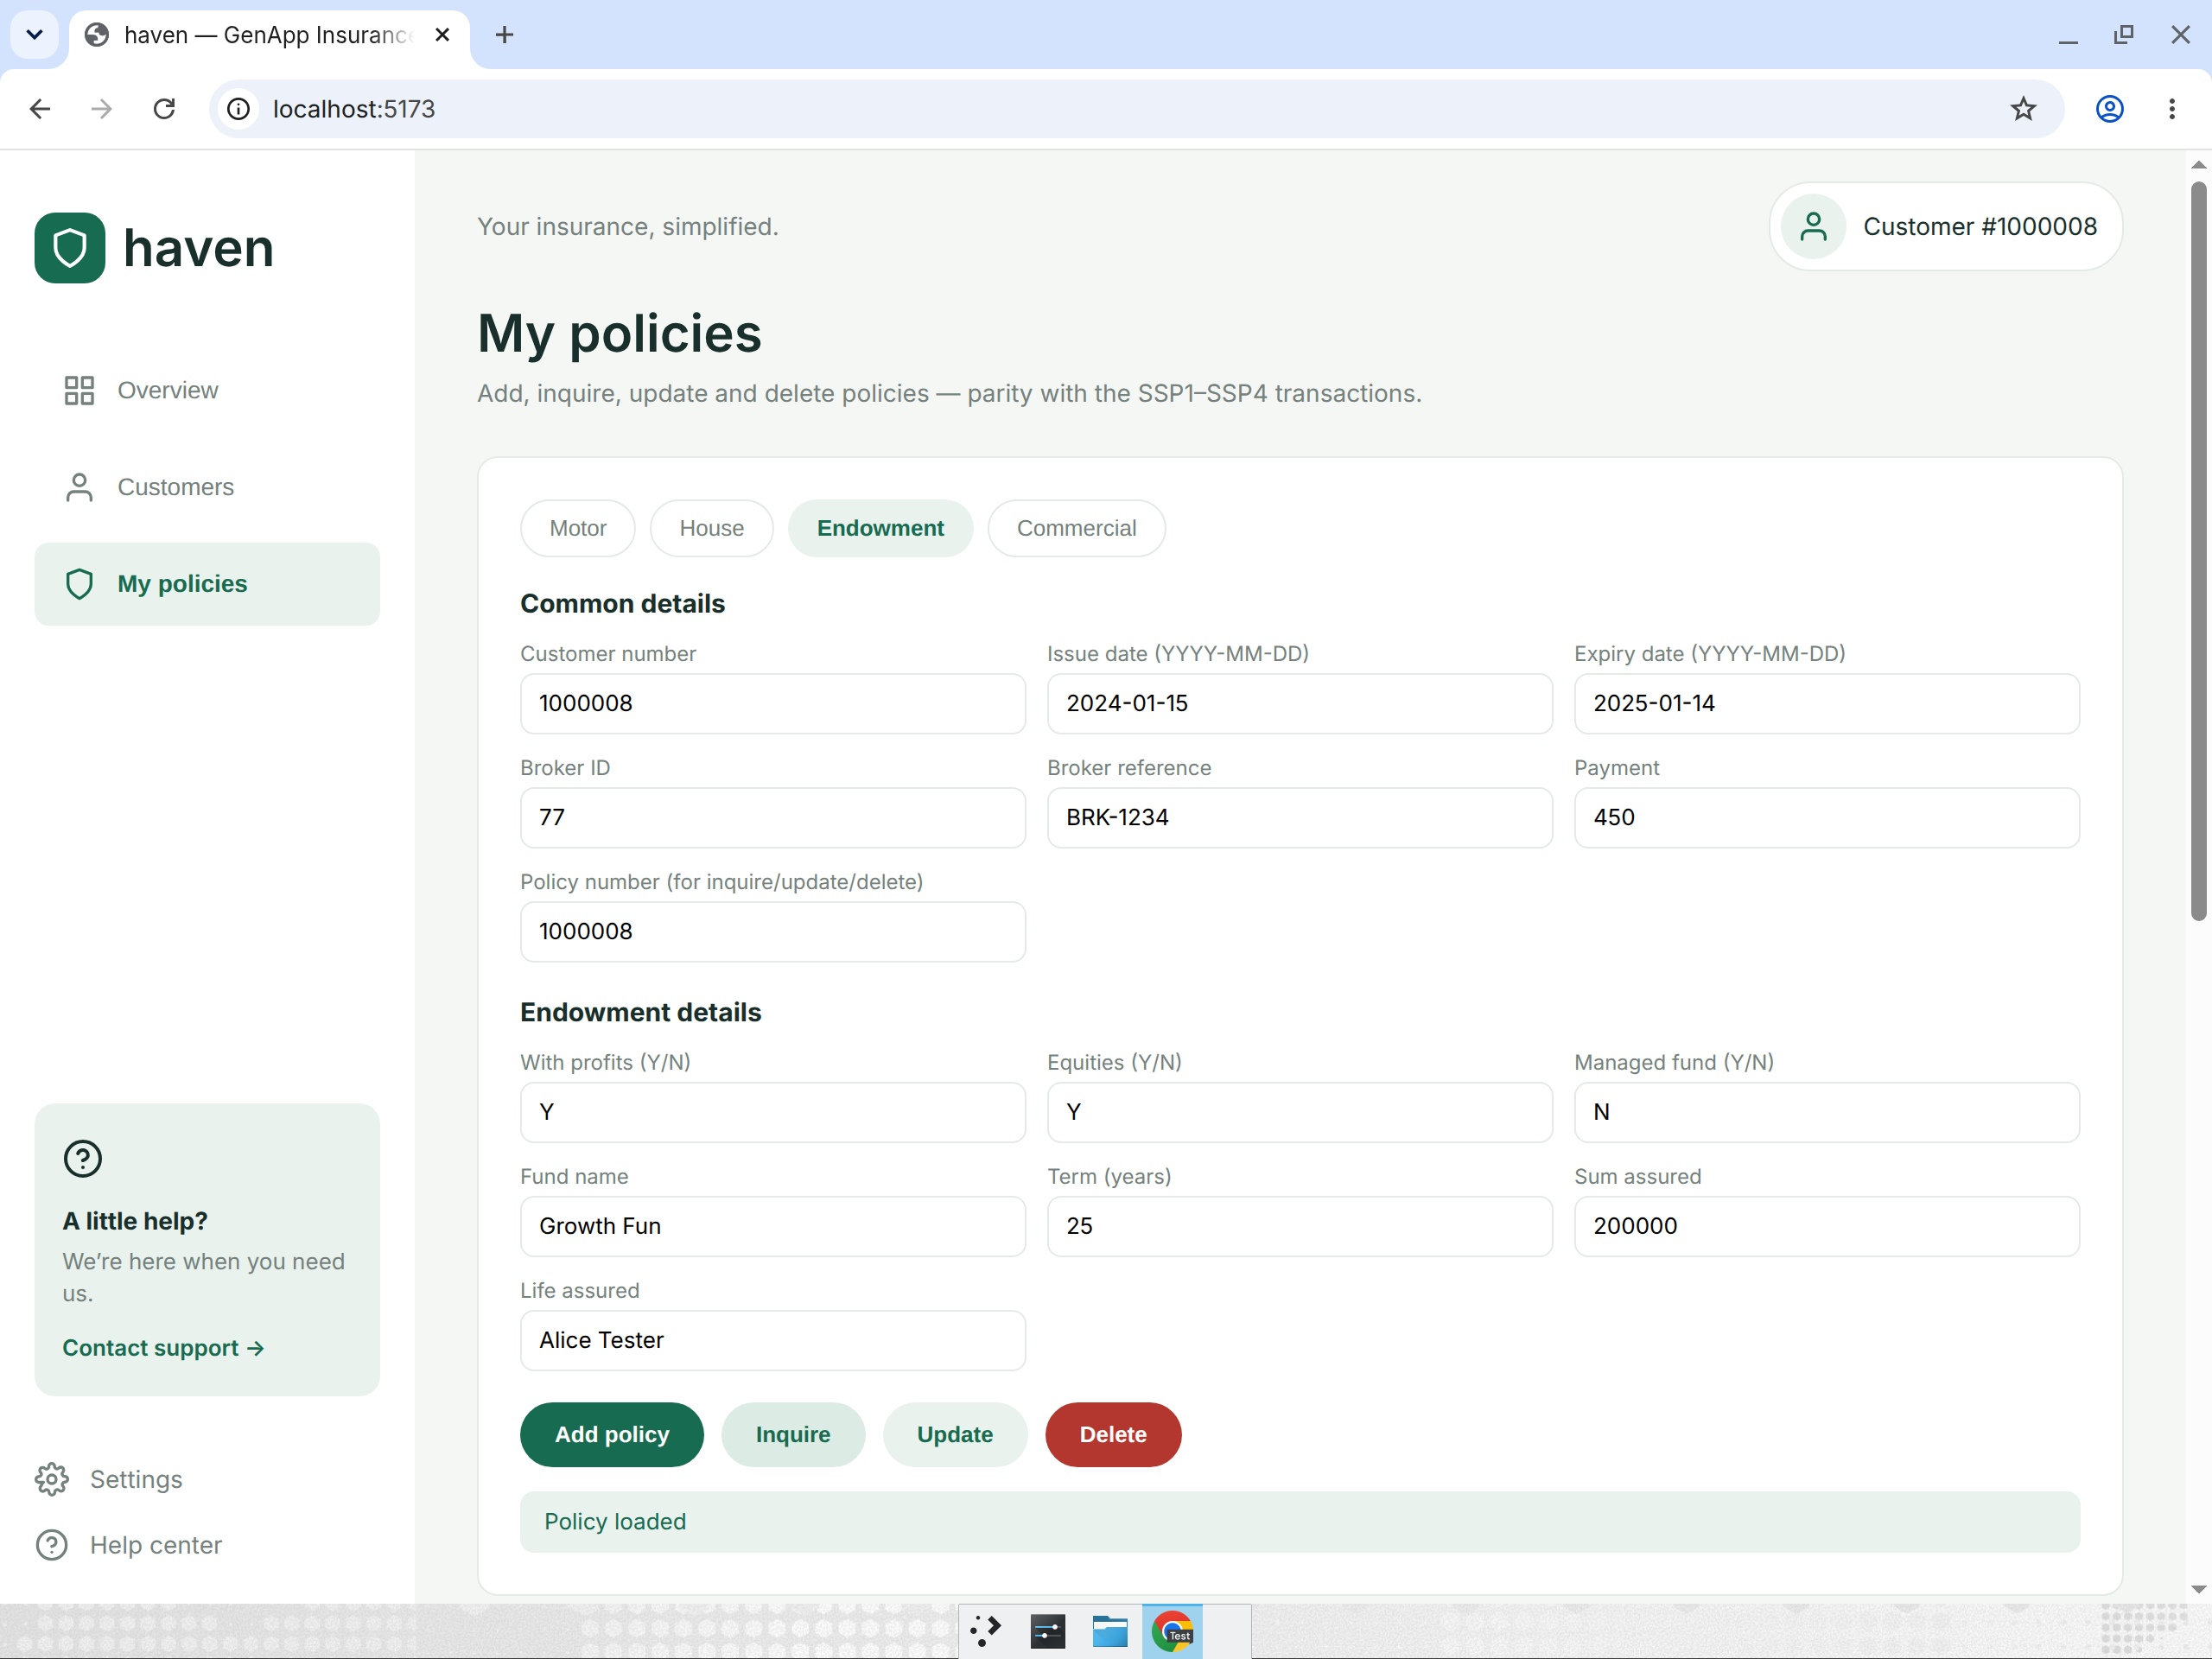 haven — GenApp Insuranc
localhost:5173
haven
Overview
Customers
My policies
A little help?
We’re here when you need
us.
Contact support →
Settings
Help center
Your insurance, simplified.
Customer #1000008
My policies
Add, inquire, update and delete policies — parity with the SSP1–SSP4 transactions.
Motor House Endowment Commercial
Common details
Customer number Issue date (YYYY-MM-DD) Expiry date (YYYY-MM-DD)
1000008 2024-01-15 2025-01-14
Broker ID Broker reference Payment
77 BRK-1234 450
Policy number (for inquire/update/delete)
1000008
Endowment details
With profits (Y/N) Equities (Y/N) Managed fund (Y/N)
Y Y N
Fund name Term (years) Sum assured
Growth Fun 25 200000
Life assured
Alice Tester
Add policy Inquire Update Delete
Policy loaded
Test